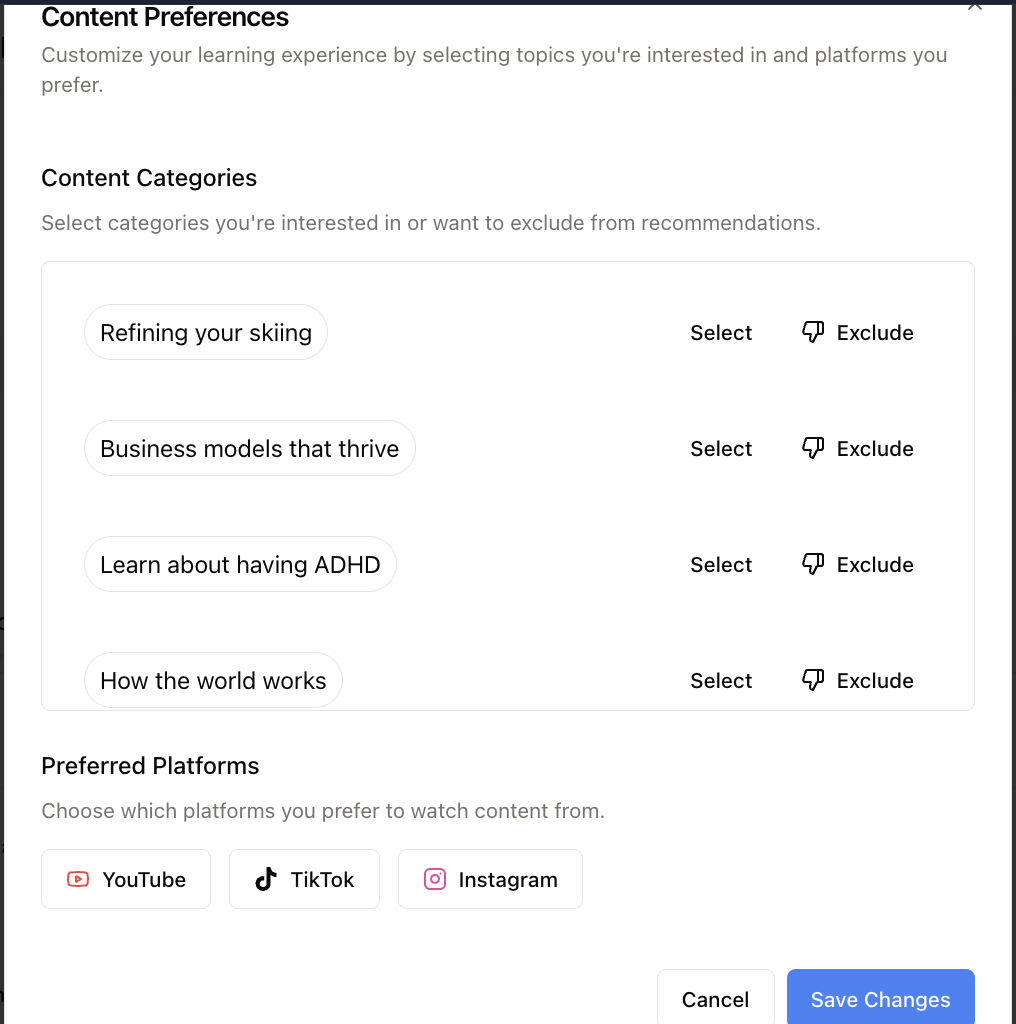 Content Preferences
Customize your learning experience by selecting topics you're interested in and platforms you
prefer.
Content Categories
Select categories you're interested in or want to exclude from recommendations.
Refining your skiing Select Exclude
Business models that thrive Select Exclude
Learn about having ADHD Select Exclude
How the world works Select Exclude
Preferred Platforms
Choose which platforms you prefer to watch content from.
YouTube TikTok Instagram
Cancel Save Changes